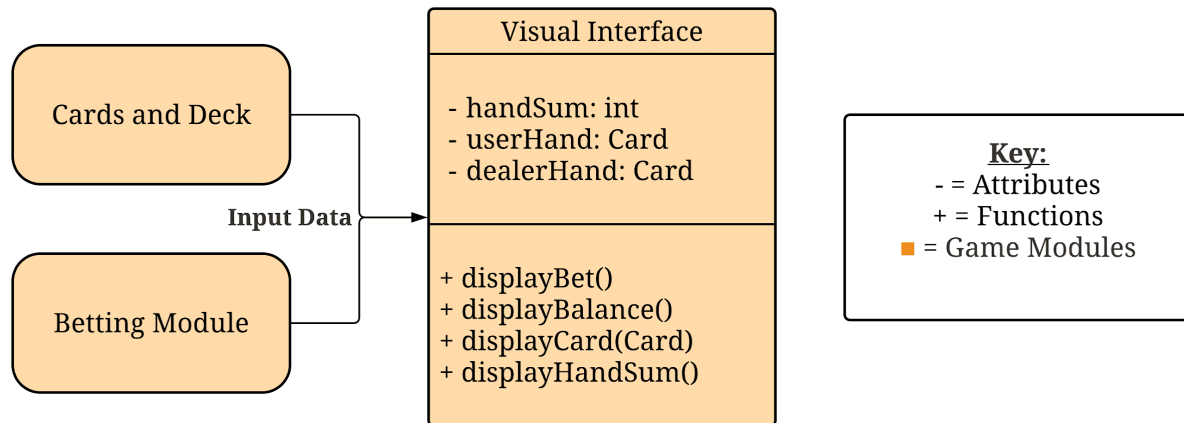 Cards and Deck
Input Data
Betting Module
Visual Interface
- handSum: int
- userHand: Card
- dealerHand: Card
+ displayBet()
+ displayBalance()
+ displayCard(Card)
+ displayHandSum()
Key:
- = Attributes
+ = Functions
■ = Game Modules